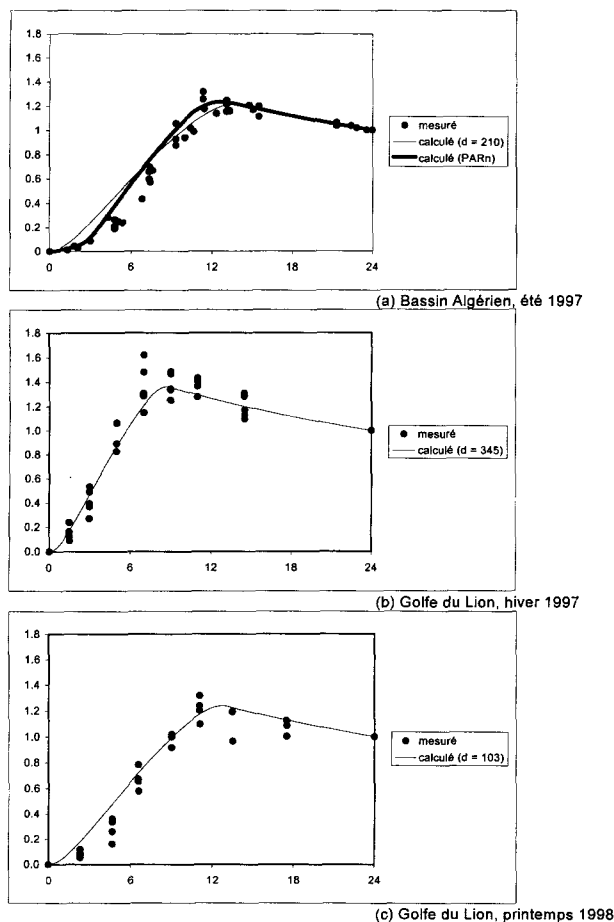 1.8
1.6
1.4
1.2
1.0
0.8
0.6
0.4
0.2
0
0 6 12 18 24
mesuré
calculé (d = 210)
calculé (PARn)
(a) Bassin Algérien, été 1997
1.8
1.6
1.4
1.2
1.0
0.8
0.6
0.4
0.2
0.0
0 6 12 18 24
mesuré
calculé (d = 345)
(b) Golfe du Lion, hiver 1997
1.8
1.6
1.4
1.2
1.0
0.8
0.6
0.4
0.2
0.0
0 6 12 18 24
mesuré
calculé (d = 103)
(c) Golfe du Lion, printemps 1998